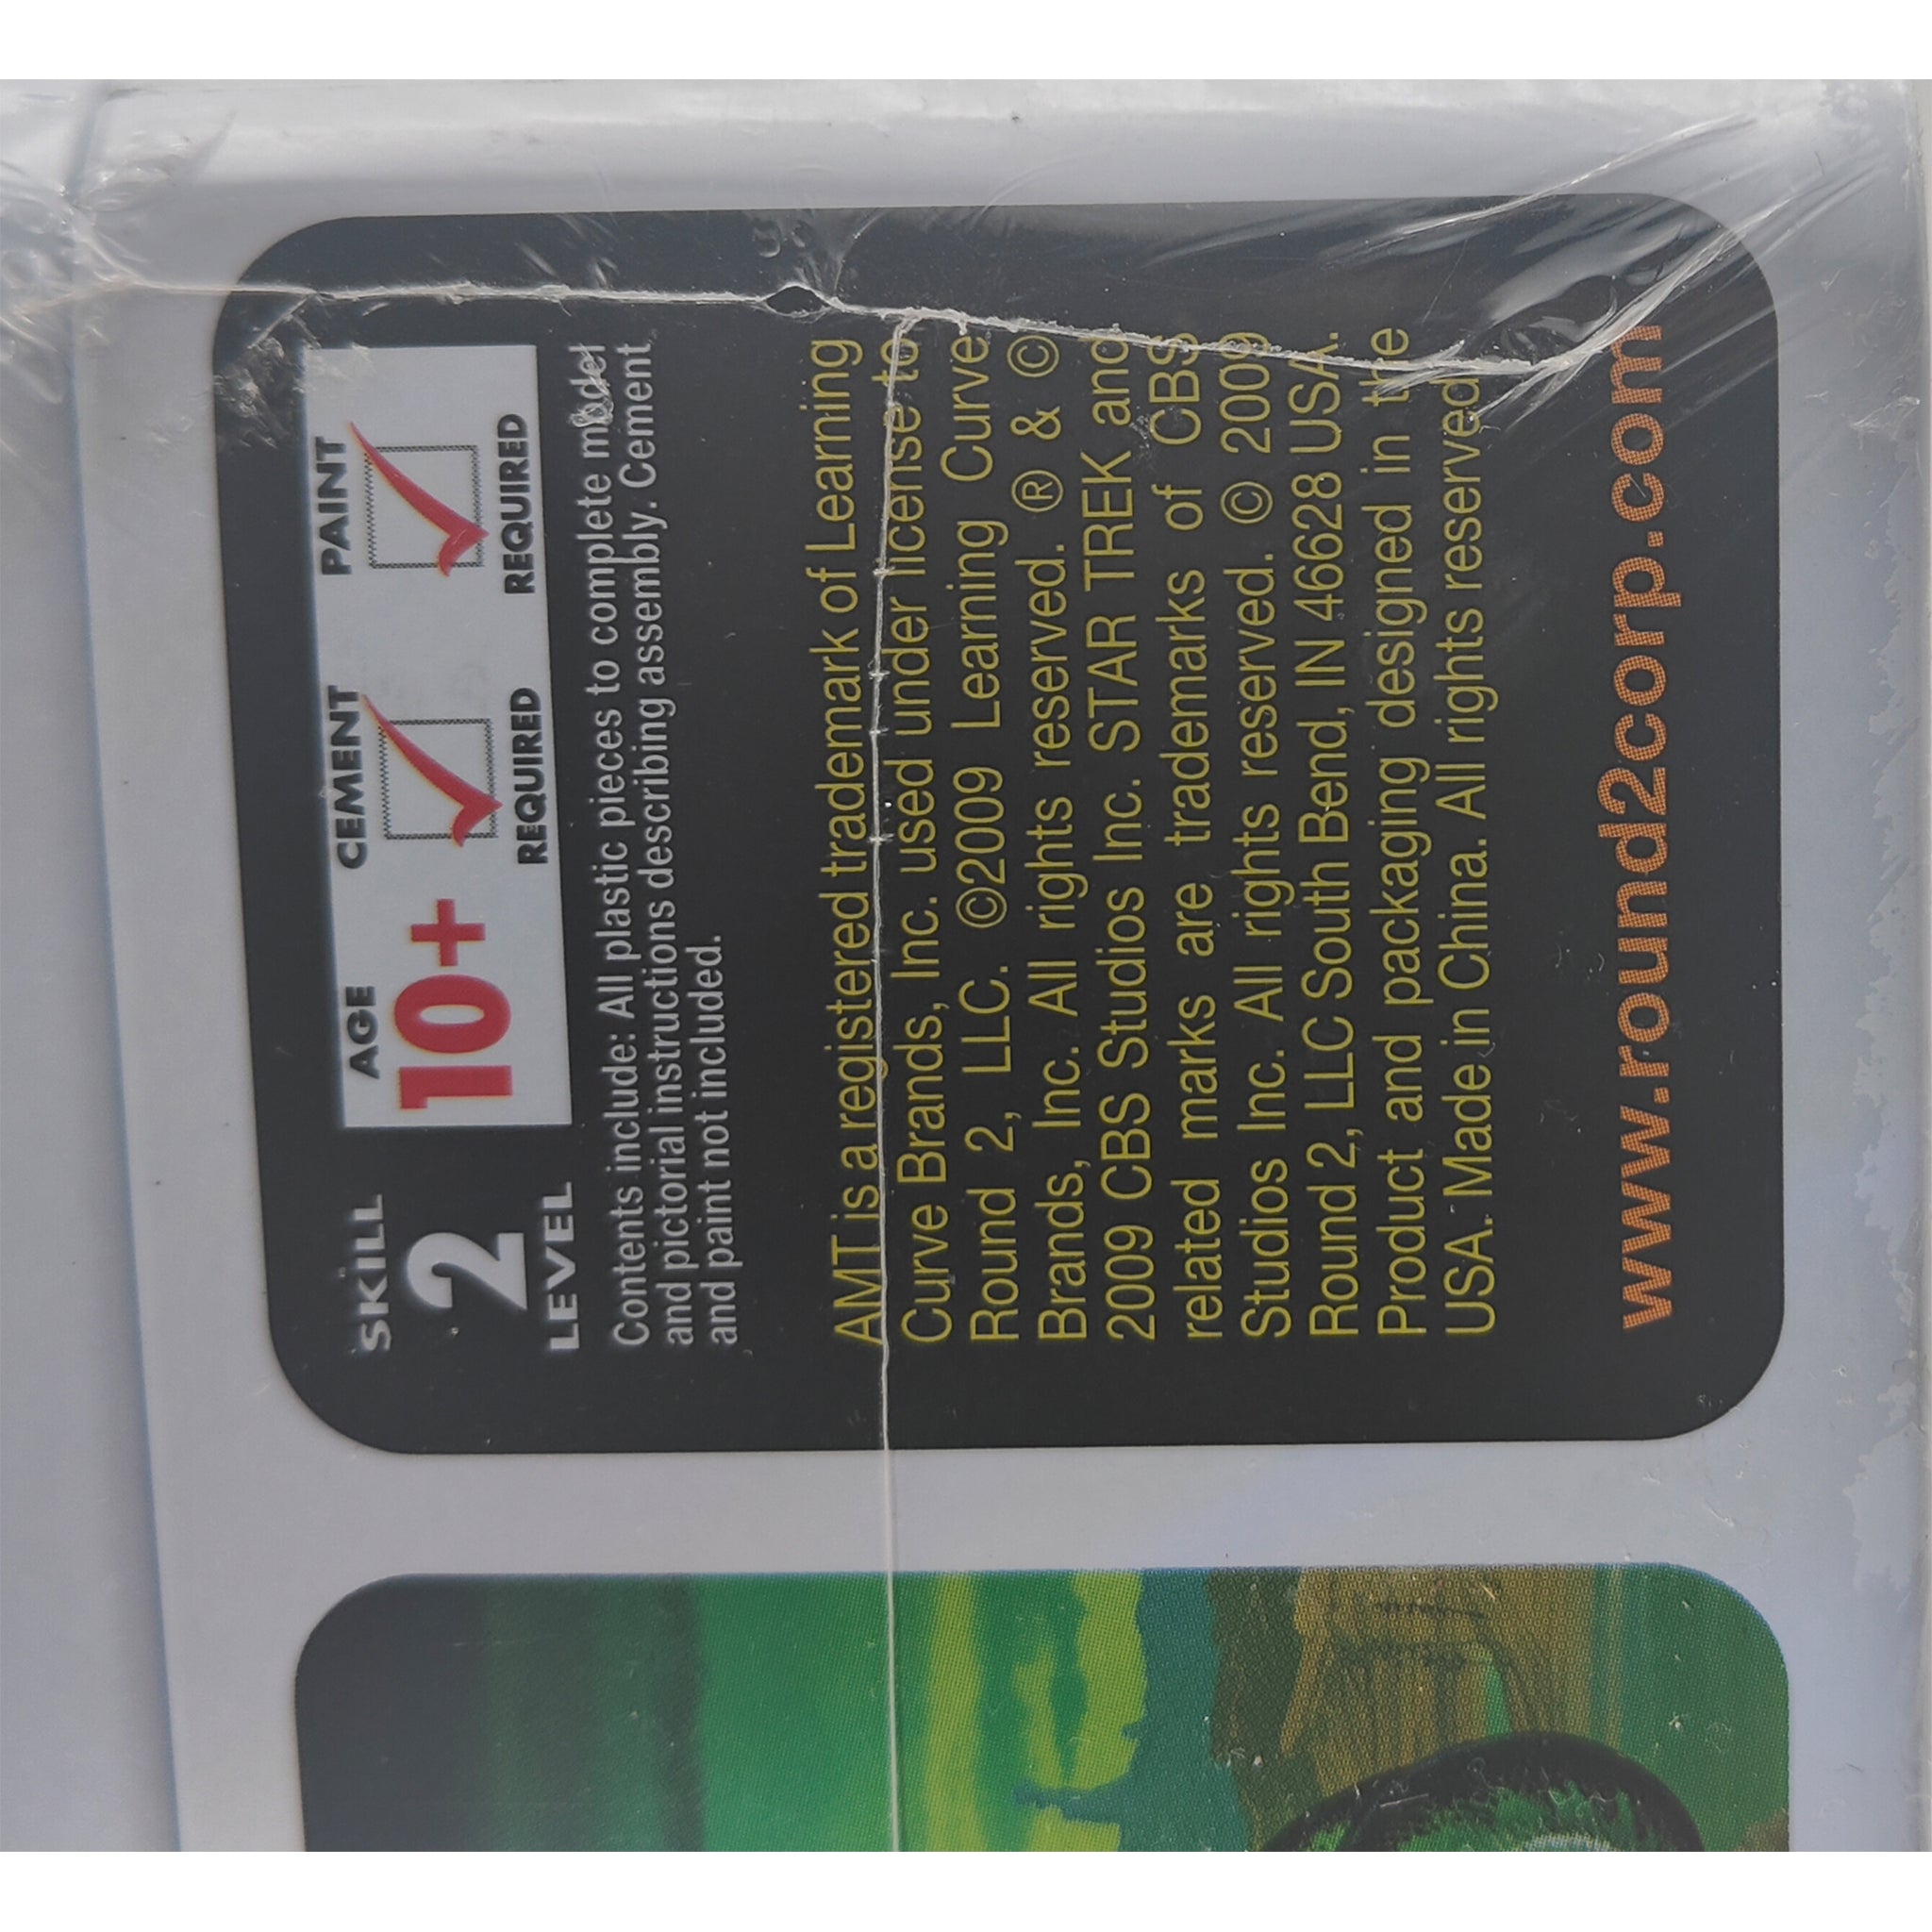 SKILL
2
LEVEL
AGE
10+
CEMENT
REQUIRED
PAINT
REQUIRED
Contents include: All plastic pieces to complete model
and pictorial instructions describing assembly. Cement
and paint not included.
AMT is a registered trademark of Learning
Curve Brands, Inc. used under license to
Round 2, LLC. ©2009 Learning Curve
Brands, Inc. All rights reserved. ® & ©
2009 CBS Studios Inc. STAR TREK and
related marks are trademarks of CBS
Studios Inc. All rights reserved. © 2009
Round 2, LLC South Bend, IN 46628 USA.
Product and packaging designed in the
USA. Made in China. All rights reserved.
www.round2corp.com